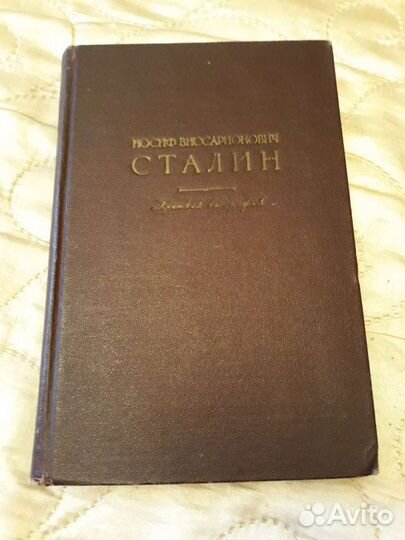 ИОСИФ ВИССАРИОНОВИЧ
СТАЛИН
Краткая биография
Avito